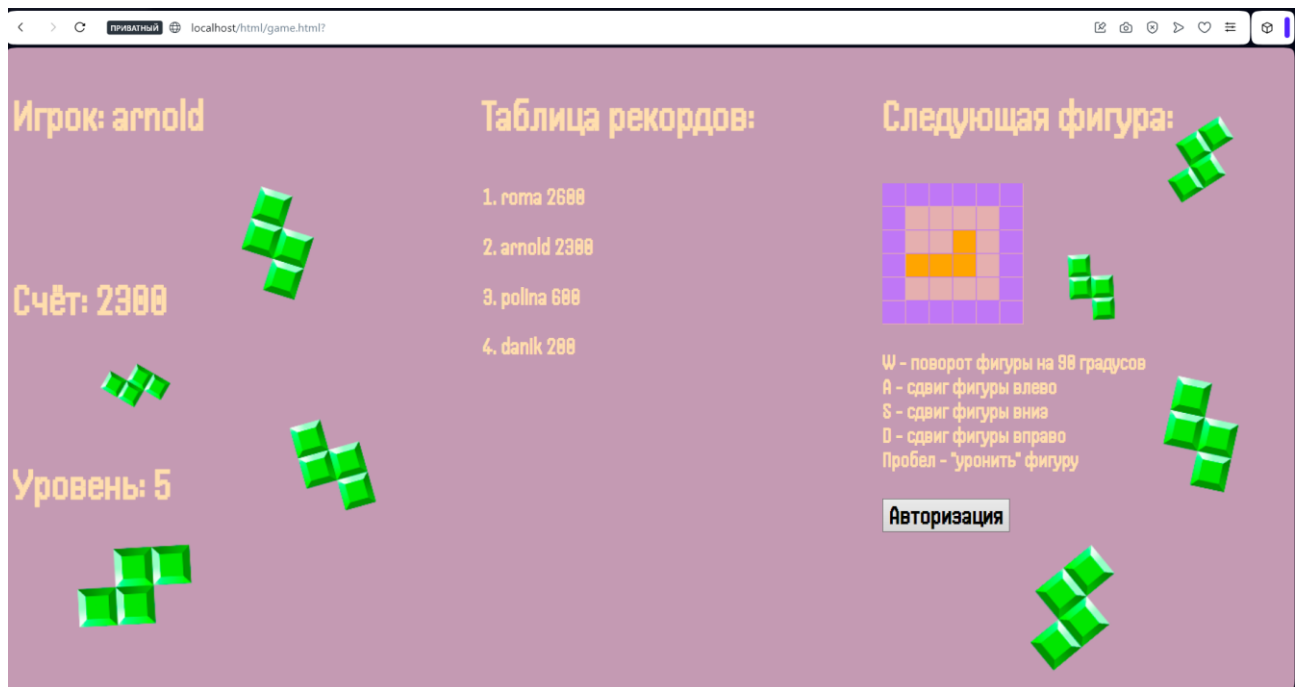 ПРИВАТНЫЙ localhost/html/game.html?
Игрок: arnold
Счёт: 2300
Уровень: 5
Таблица рекордов:
1. roma 2600
2. arnold 2300
3. polina 600
4. danik 200
Следующая фигура:
W - поворот фигуры на 90 градусов
A - сдвиг фигуры влево
S - сдвиг фигуры вниз
D - сдвиг фигуры вправо
Пробел - "уронить" фигуру
Авторизация